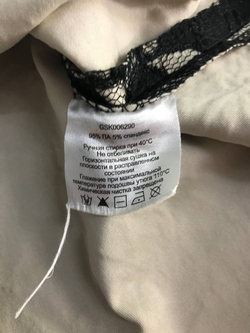 GSK006290
95% ПА 5% спандекс
Ручная стирка при 40°C
Не отбеливать
Горизонтальная сушка на
плоскости в расправленном
состоянии
Глажение при максимальной
температуре подошвы утюга 110°C
Химическая чистка запрещена